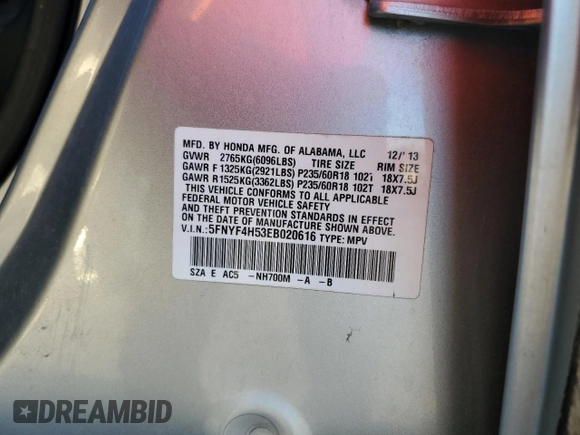 MFD. BY HONDA MFG. OF ALABAMA, LLC 12/'13
GVWR 2765KG(6096LBS) TIRE SIZE RIM SIZE
GAWR F 1325KG(2921LBS) P235/60R18 102T 18X7.5J
GAWR R 1525KG(3362LBS) P235/60R18 102T 18X7.5J
THIS VEHICLE CONFORMS TO ALL APPLICABLE
FEDERAL MOTOR VEHICLE SAFETY
AND THEFT PREVENTION STANDARDS IN EFFECT
ON THE DATE OF MANUFACTURE SHOWN ABOVE.
V.I.N.:5FNYF4H53EB020616 TYPE: MPV
SZA E AC5 -NH700M -A -B
DREAMBID